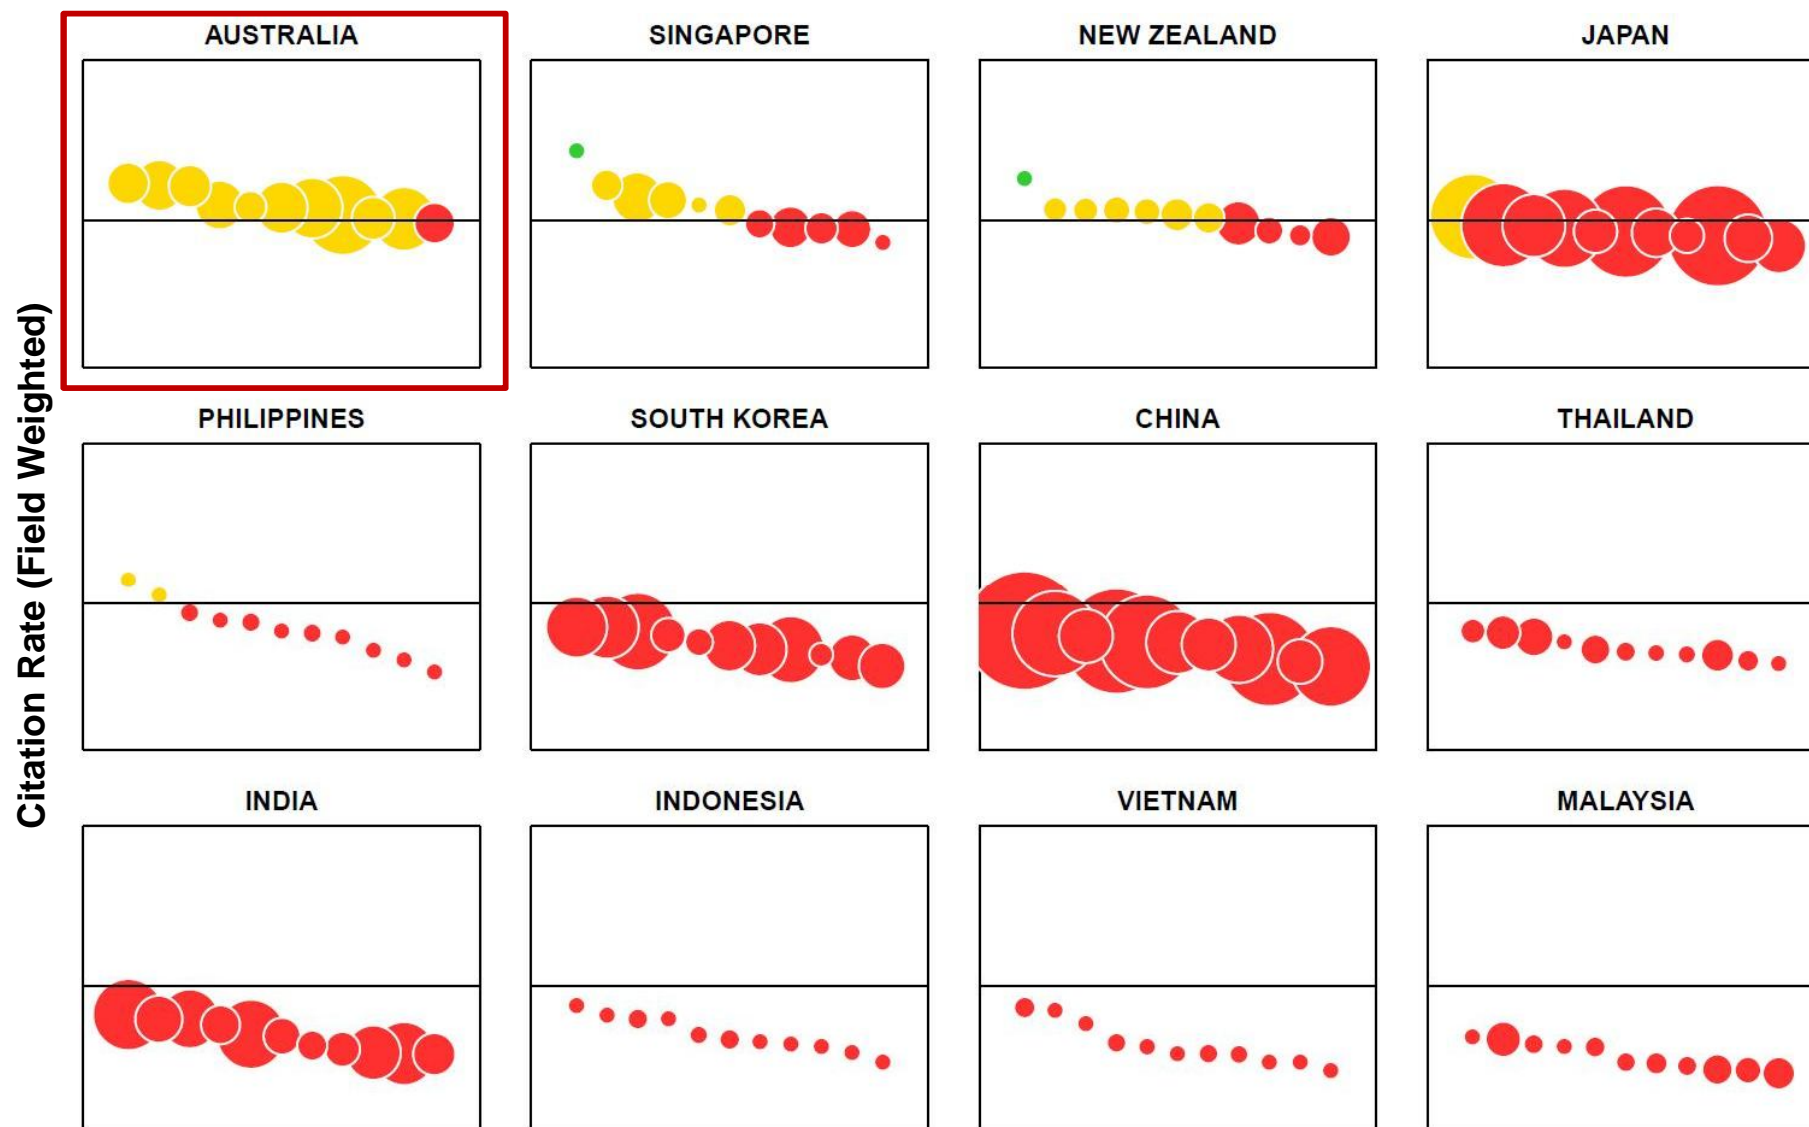 AUSTRALIA
SINGAPORE
NEW ZEALAND
JAPAN
Citation Rate (Field Weighted)
PHILIPPINES
SOUTH KOREA
CHINA
THAILAND
INDIA
INDONESIA
VIETNAM
MALAYSIA